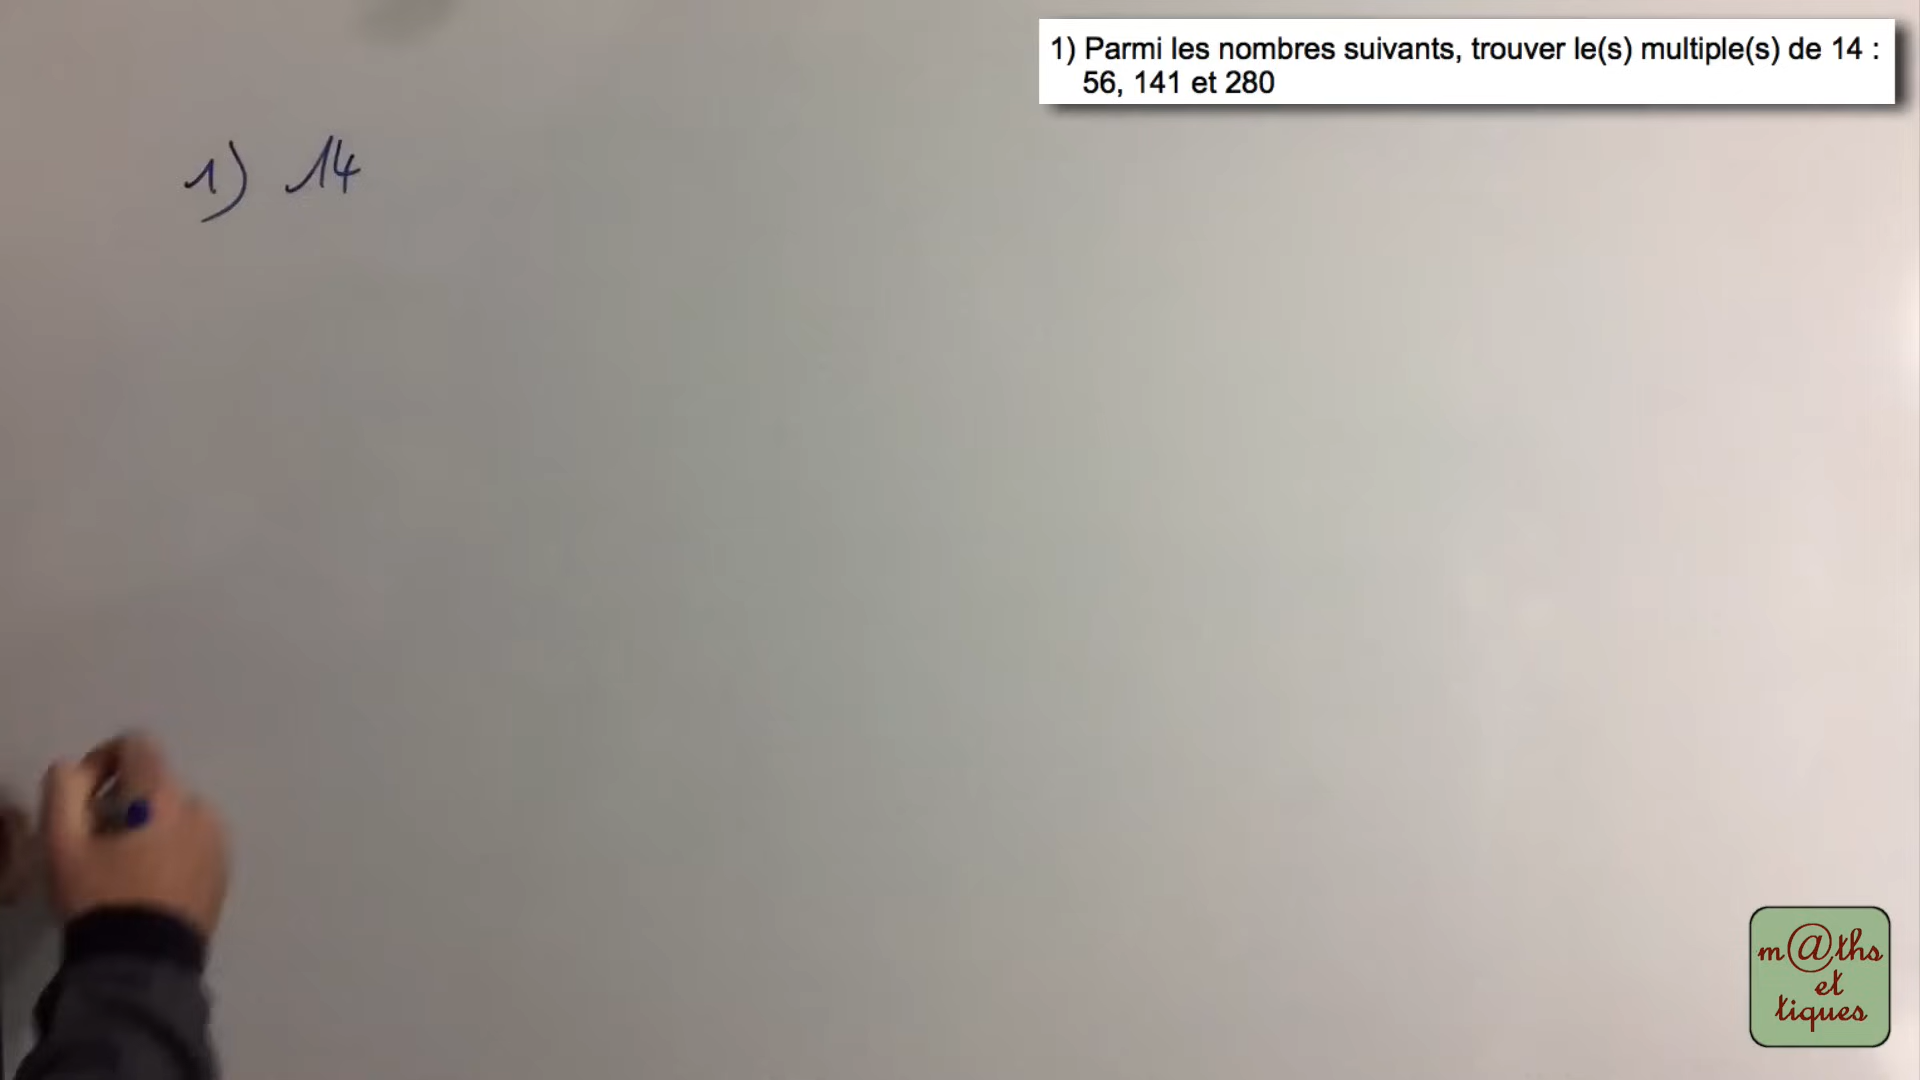 1) Parmi les nombres suivants, trouver le(s) multiple(s) de 14 :
56, 141 et 280
1) 14
m@ths
et
tiques